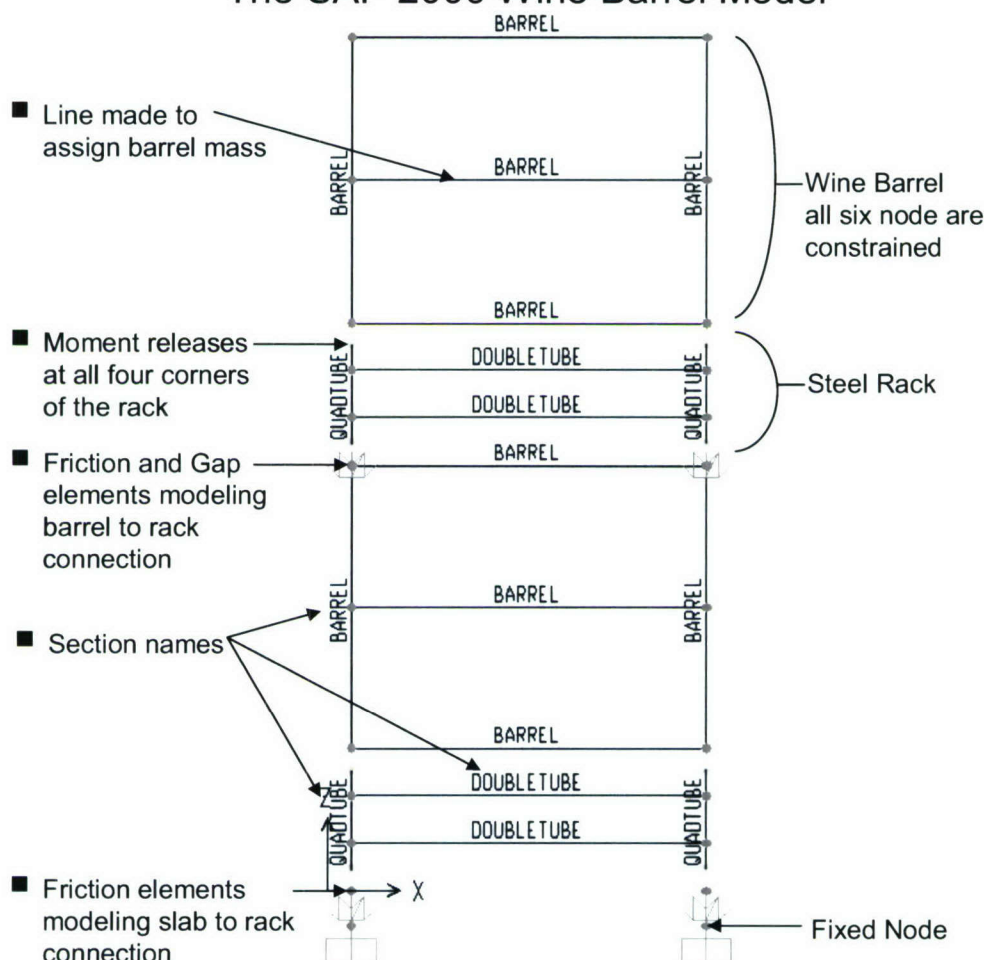 The SAP 2000 Wine Barrel Model
BARREL
■ Line made to
assign barrel mass
BARREL
BARREL
BARREL
Wine Barrel
all six node are
constrained
BARREL
■ Moment releases
at all four corners
of the rack
QUADTUBE
DOUBLETUBE
DOUBLETUBE
QUADTUBE
Steel Rack
■ Friction and Gap
elements modeling
barrel to rack
connection
BARREL
BARREL
BARREL
BARREL
■ Section names
BARREL
QUADTUBE
DOUBLETUBE
DOUBLETUBE
QUADTUBE
Z
X
■ Friction elements
modeling slab to rack
connection
Fixed Node